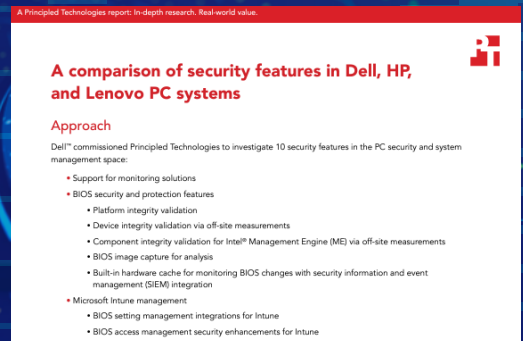 A Principled Technologies report: In-depth research. Real-world value.
PT
A comparison of security features in Dell, HP,
and Lenovo PC systems
Approach
Dell™ commissioned Principled Technologies to investigate 10 security features in the PC security and system
management space:
• Support for monitoring solutions
• BIOS security and protection features
• Platform integrity validation
• Device integrity validation via off-site measurements
• Component integrity validation for Intel® Management Engine (ME) via off-site measurements
• BIOS image capture for analysis
• Built-in hardware cache for monitoring BIOS changes with security information and event
management (SIEM) integration
• Microsoft Intune management
• BIOS setting management integrations for Intune
• BIOS access management security enhancements for Intune